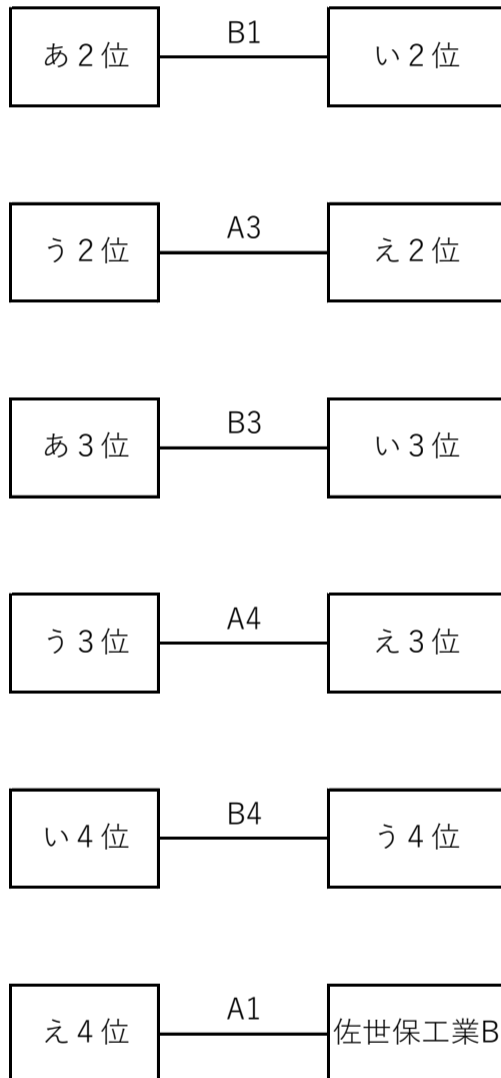 あ２位 B1 い２位
う２位 A3 え２位
あ３位 B3 い３位
う３位 A4 え３位
い４位 B4 う４位
え４位 A1 佐世保工業B